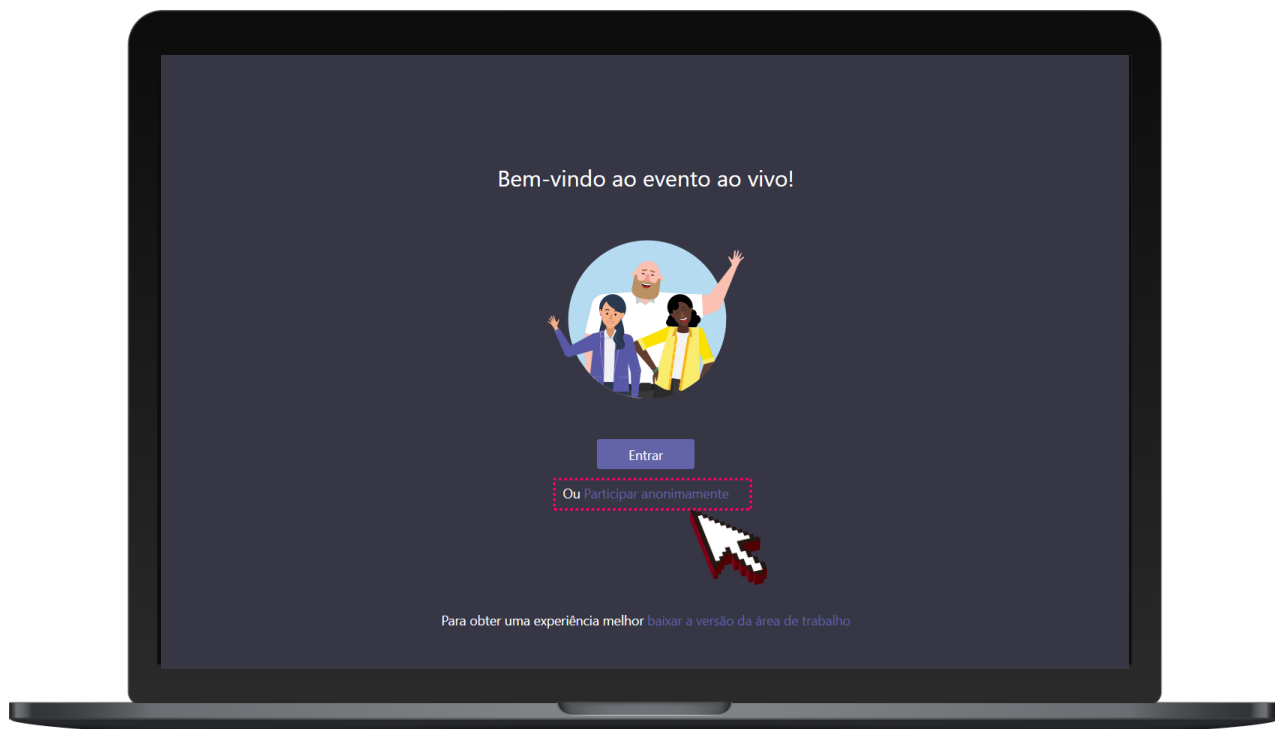 Bem-vindo ao evento ao vivo!
Entrar
Ou Participar anonimamente
Para obter uma experiência melhor baixar a versão da área de trabalho